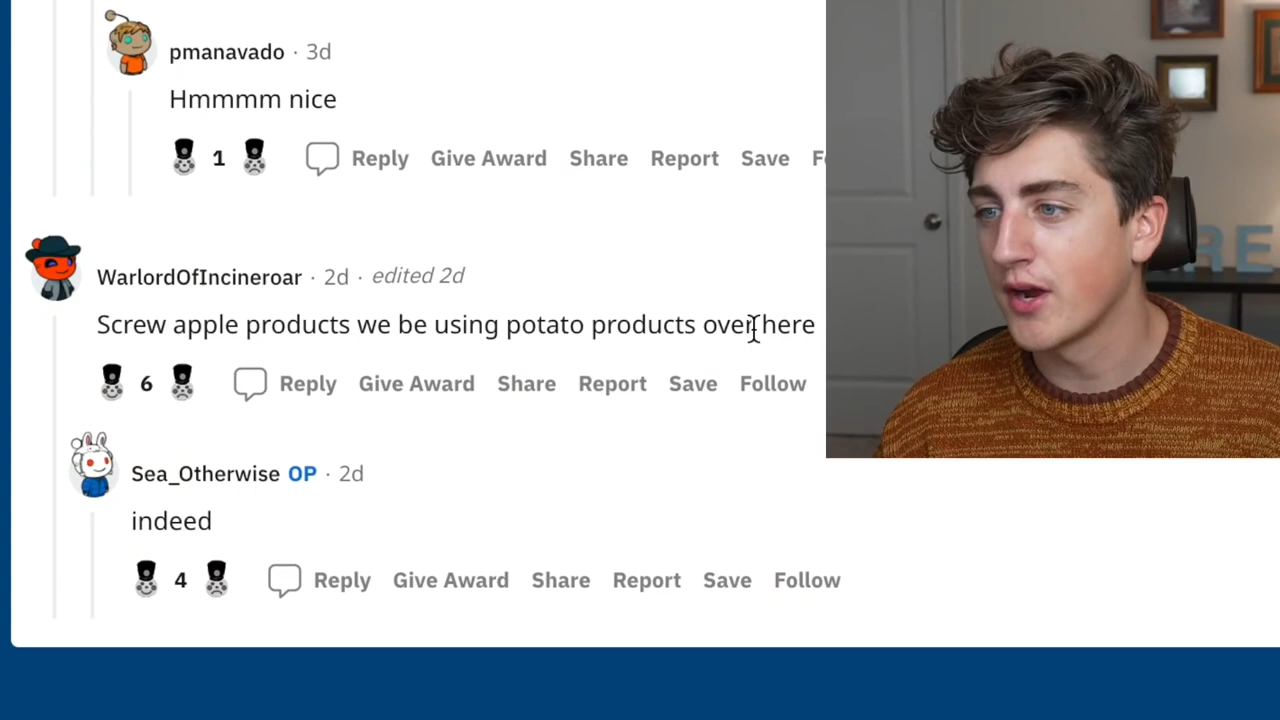 pmanavado · 3d
Hmmmm nice
1 Reply Give Award Share Report Save
WarlordOfIncineroar · 2d · edited 2d
Screw apple products we be using potato products over here
6 Reply Give Award Share Report Save Follow
Sea_Otherwise OP · 2d
indeed
4 Reply Give Award Share Report Save Follow
RE